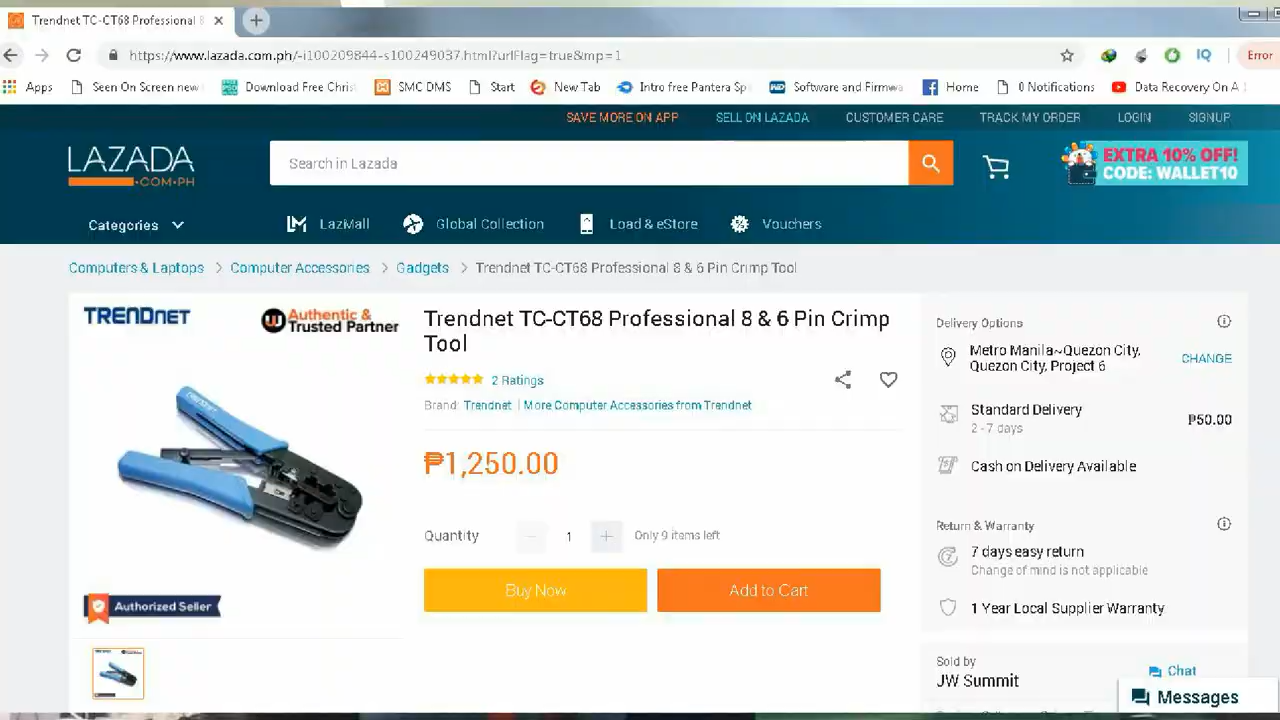 Trendnet TC-CT68 Professional 8
https://www.lazada.com.ph/-i100209844-s100249037.html?urlFlag=true&mp=1
IQ
Error
Apps
Seen On Screen new
Download Free Christ
SMC DMS
Start
New Tab
Intro free Pantera Sp
Software and Firmwa
Home
0 Notifications
Data Recovery On A
SAVE MORE ON APP
SELL ON LAZADA
CUSTOMER CARE
TRACK MY ORDER
LOGIN
SIGNUP
LAZADA
.COM.PH
Search in Lazada
EXTRA 10% OFF!
CODE: WALLET10
Categories
LazMall
Global Collection
Load & eStore
Vouchers
Computers & Laptops > Computer Accessories > Gadgets > Trendnet TC-CT68 Professional 8 & 6 Pin Crimp Tool
TRENDNET
Authentic &
Trusted Partner
TRENDNET
Authorized Seller
Trendnet TC-CT68 Professional 8 & 6 Pin Crimp
Tool
2 Ratings
Brand: Trendnet | More Computer Accessories from Trendnet
₱1,250.00
Quantity
1
Only 9 items left
Buy Now
Add to Cart
Delivery Options
Metro Manila~Quezon City,
Quezon City, Project 6
CHANGE
Standard Delivery
₱50.00
2 - 7 days
Cash on Delivery Available
Return & Warranty
7 days easy return
Change of mind is not applicable
1 Year Local Supplier Warranty
Sold by
JW Summit
Chat
Messages